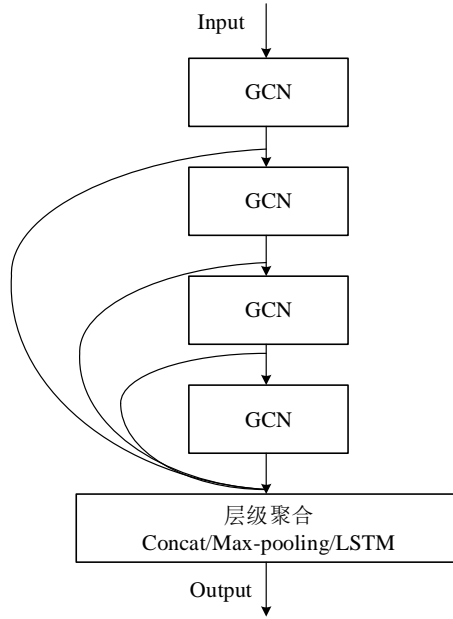 Input
GCN
GCN
GCN
GCN
层级聚合
Concat/Max-pooling/LSTM
Output